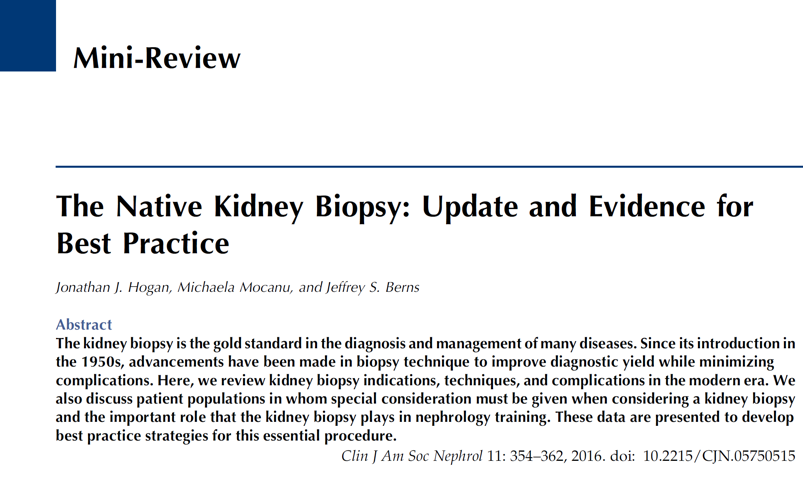 Mini-Review
The Native Kidney Biopsy: Update and Evidence for
Best Practice
Jonathan J. Hogan, Michaela Mocanu, and Jeffrey S. Berns
Abstract
The kidney biopsy is the gold standard in the diagnosis and management of many diseases. Since its introduction in
the 1950s, advancements have been made in biopsy technique to improve diagnostic yield while minimizing
complications. Here, we review kidney biopsy indications, techniques, and complications in the modern era. We
also discuss patient populations in whom special consideration must be given when considering a kidney biopsy
and the important role that the kidney biopsy plays in nephrology training. These data are presented to develop
best practice strategies for this essential procedure.
Clin J Am Soc Nephrol 11: 354–362, 2016. doi: 10.2215/CJN.05750515